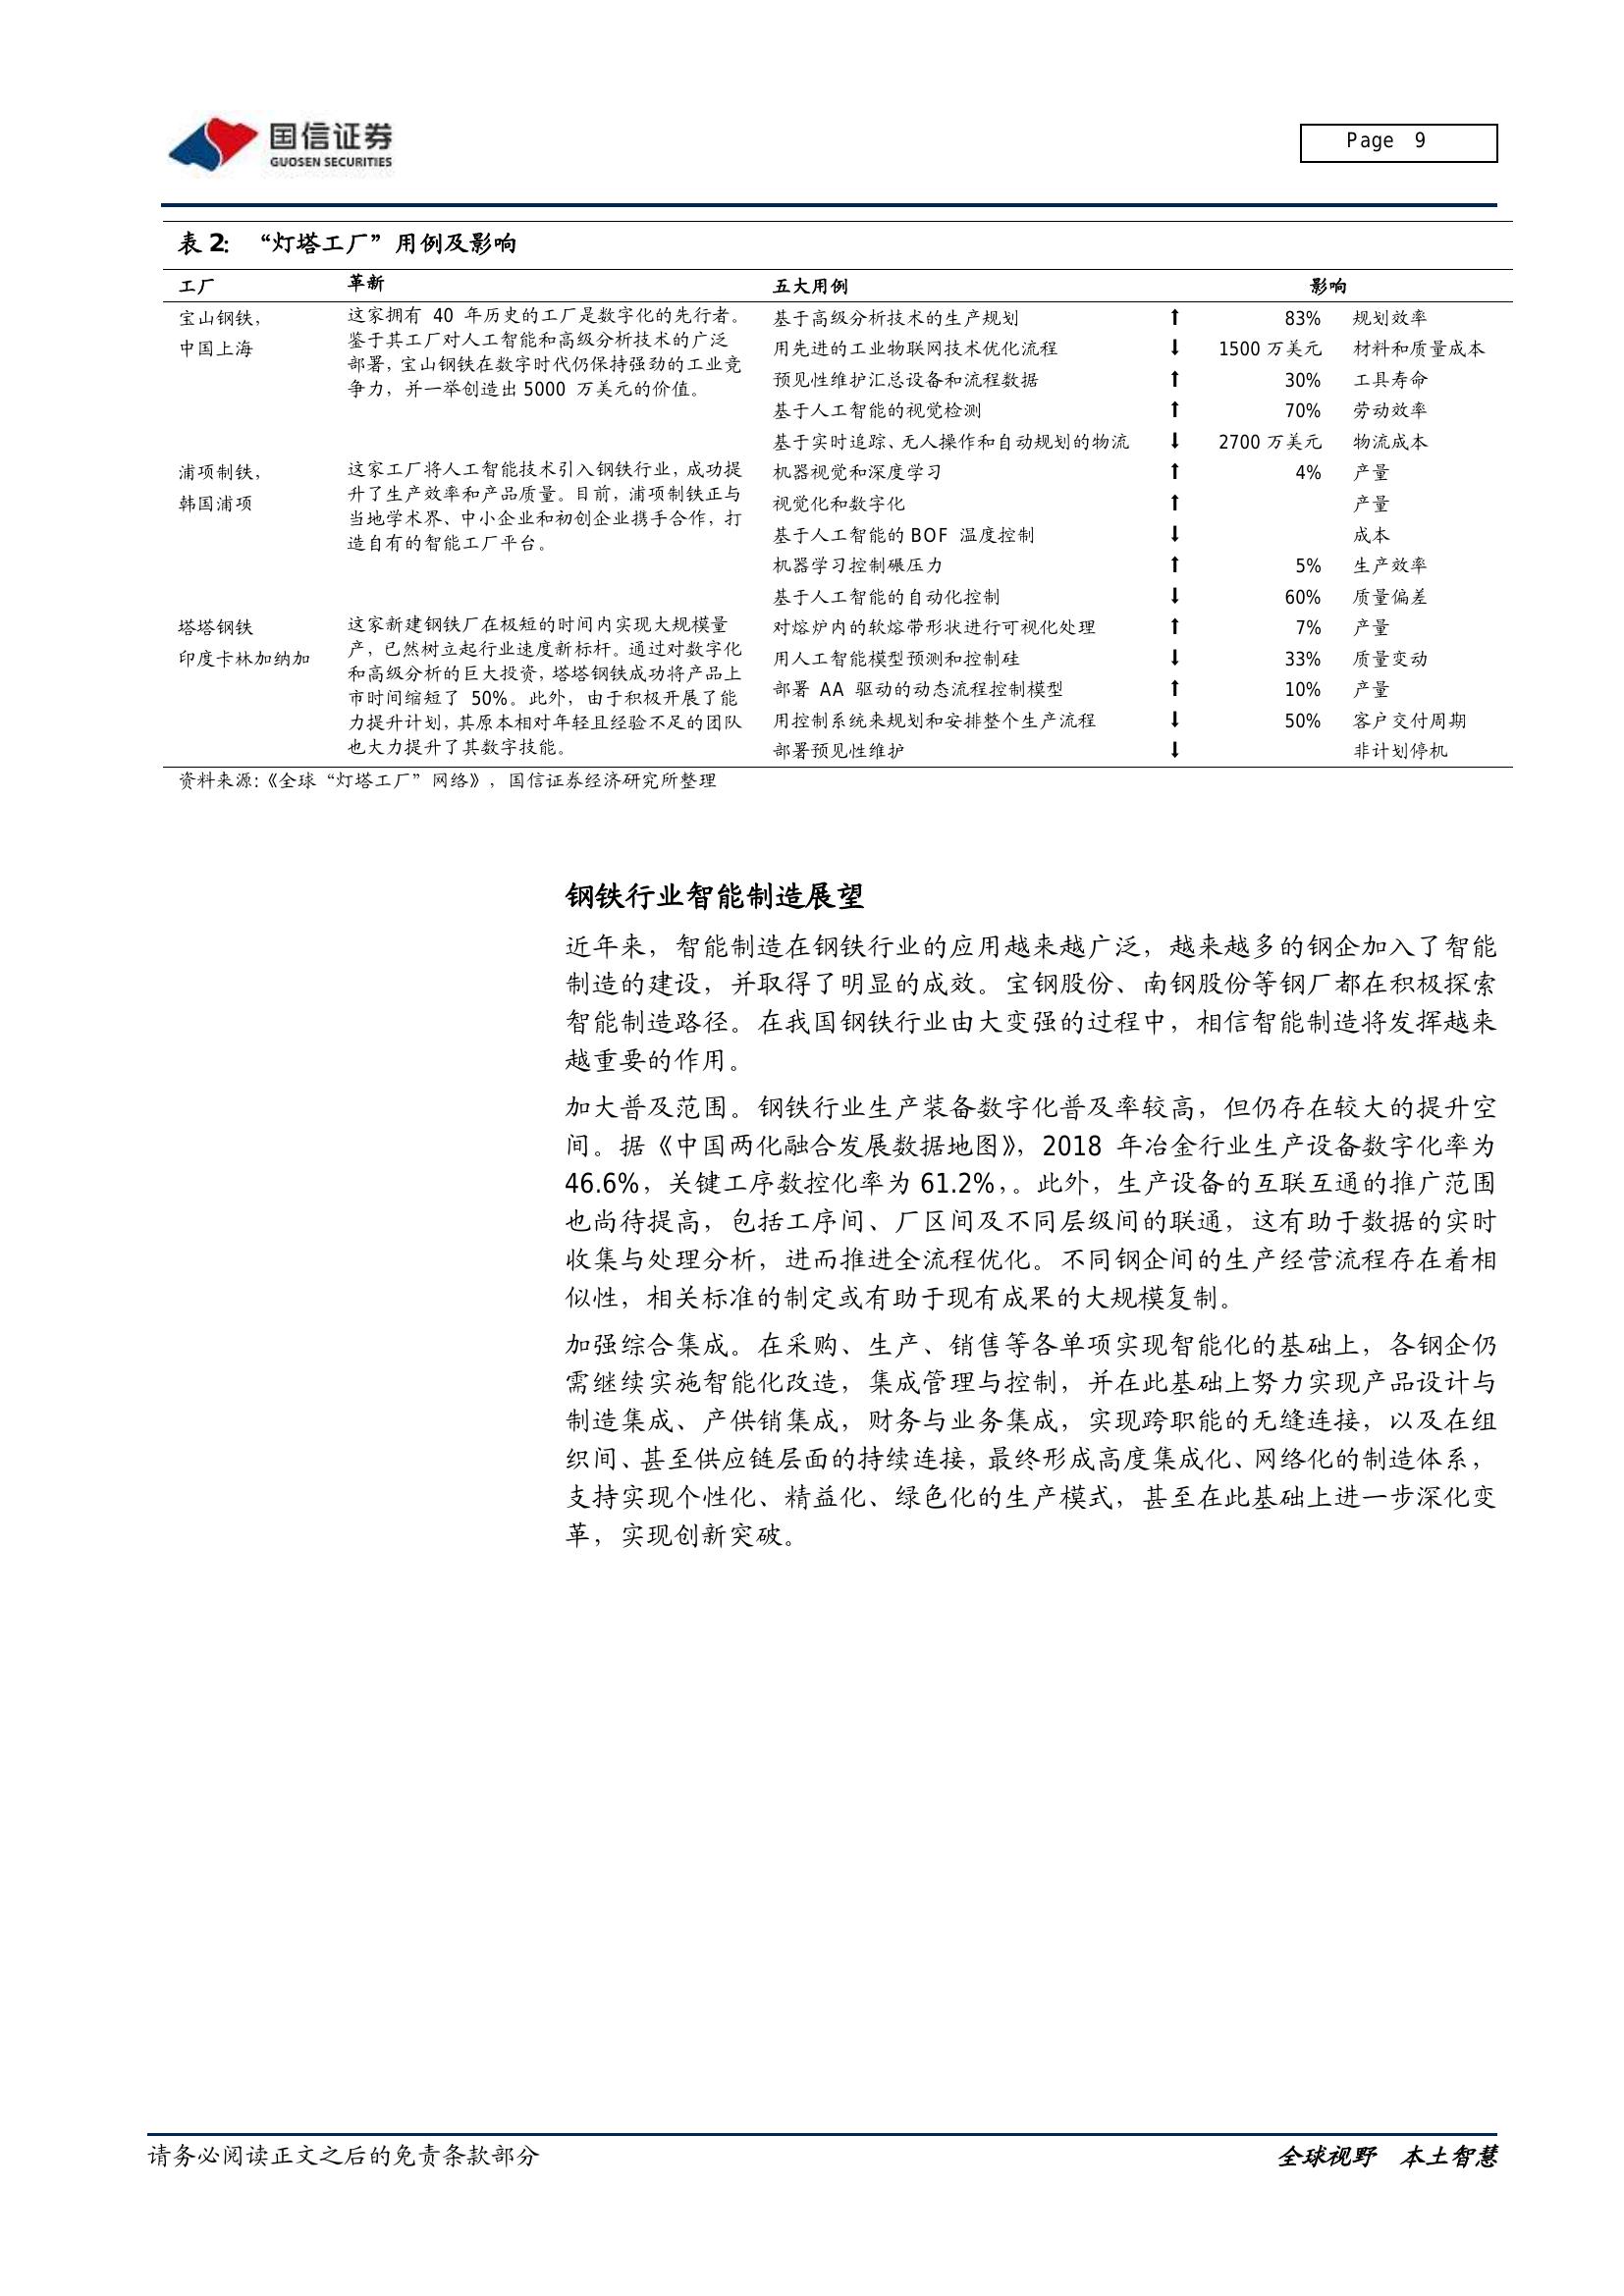 国信证券
GUOSEN SECURITIES
Page 9
表 2: “灯塔工厂”用例及影响
工厂 革新 五大用例 影响
宝山钢铁,
中国上海
这家拥有 40 年历史的工厂是数字化的先行者。
鉴于其工厂对人工智能和高级分析技术的广泛
部署,宝山钢铁在数字时代仍保持强劲的工业竞
争力,并一举创造出 5000 万美元的价值。
基于高级分析技术的生产规划 ⬆ 83% 规划效率
用先进的工业物联网技术优化流程 ⬇ 1500 万美元 材料和质量成本
预见性维护汇总设备和流程数据 ⬆ 30% 工具寿命
基于人工智能的视觉检测 ⬆ 70% 劳动效率
基于实时追踪、无人操作和自动规划的物流 ⬇ 2700 万美元 物流成本
浦项制铁,
韩国浦项
这家工厂将人工智能技术引入钢铁行业,成功提
升了生产效率和产品质量。目前,浦项制铁正与
当地学术界、中小企业和初创企业携手合作,打
造自有的智能工厂平台。
机器视觉和深度学习 ⬆ 4% 产量
视觉化和数字化 ⬆ 产量
基于人工智能的 BOF 温度控制 ⬇ 成本
机器学习控制碾压力 ⬆ 5% 生产效率
基于人工智能的自动化控制 ⬇ 60% 质量偏差
塔塔钢铁
印度卡林加纳加
这家新建钢铁厂在极短的时间内实现大规模量
产,已然树立起行业速度新标杆。通过对数字化
和高级分析的巨大投资,塔塔钢铁成功将产品上
市时间缩短了 50%。此外,由于积极开展了能
力提升计划,其原本相对年轻且经验不足的团队
也大力提升了其数字技能。
对熔炉内的软熔带形状进行可视化处理 ⬆ 7% 产量
用人工智能模型预测和控制硅 ⬇ 33% 质量变动
部署 AA 驱动的动态流程控制模型 ⬆ 10% 产量
用控制系统来规划和安排整个生产流程 ⬇ 50% 客户交付周期
部署预见性维护 ⬇ 非计划停机
资料来源:《全球“灯塔工厂”网络》,国信证券经济研究所整理
钢铁行业智能制造展望
近年来,智能制造在钢铁行业的应用越来越广泛,越来越多的钢企加入了智能
制造的建设,并取得了明显的成效。宝钢股份、南钢股份等钢厂都在积极探索
智能制造路径。在我国钢铁行业由大变强的过程中,相信智能制造将发挥越来
越重要的作用。
加大普及范围。钢铁行业生产装备数字化普及率较高,但仍存在较大的提升空
间。据《中国两化融合发展数据地图》,2018 年冶金行业生产设备数字化率为
46.6%,关键工序数控化率为 61.2%,。此外,生产设备的互联互通的推广范围
也尚待提高,包括工序间、厂区间及不同层级间的联通,这有助于数据的实时
收集与处理分析,进而推进全流程优化。不同钢企间的生产经营流程存在着相
似性,相关标准的制定或有助于现有成果的大规模复制。
加强综合集成。在采购、生产、销售等各单项实现智能化的基础上,各钢企仍
需继续实施智能化改造,集成管理与控制,并在此基础上努力实现产品设计与
制造集成、产供销集成,财务与业务集成,实现跨职能的无缝连接,以及在组
织间、甚至供应链层面的持续连接,最终形成高度集成化、网络化的制造体系,
支持实现个性化、精益化、绿色化的生产模式,甚至在此基础上进一步深化变
革,实现创新突破。
请务必阅读正文之后的免责条款部分 全球视野 本土智慧